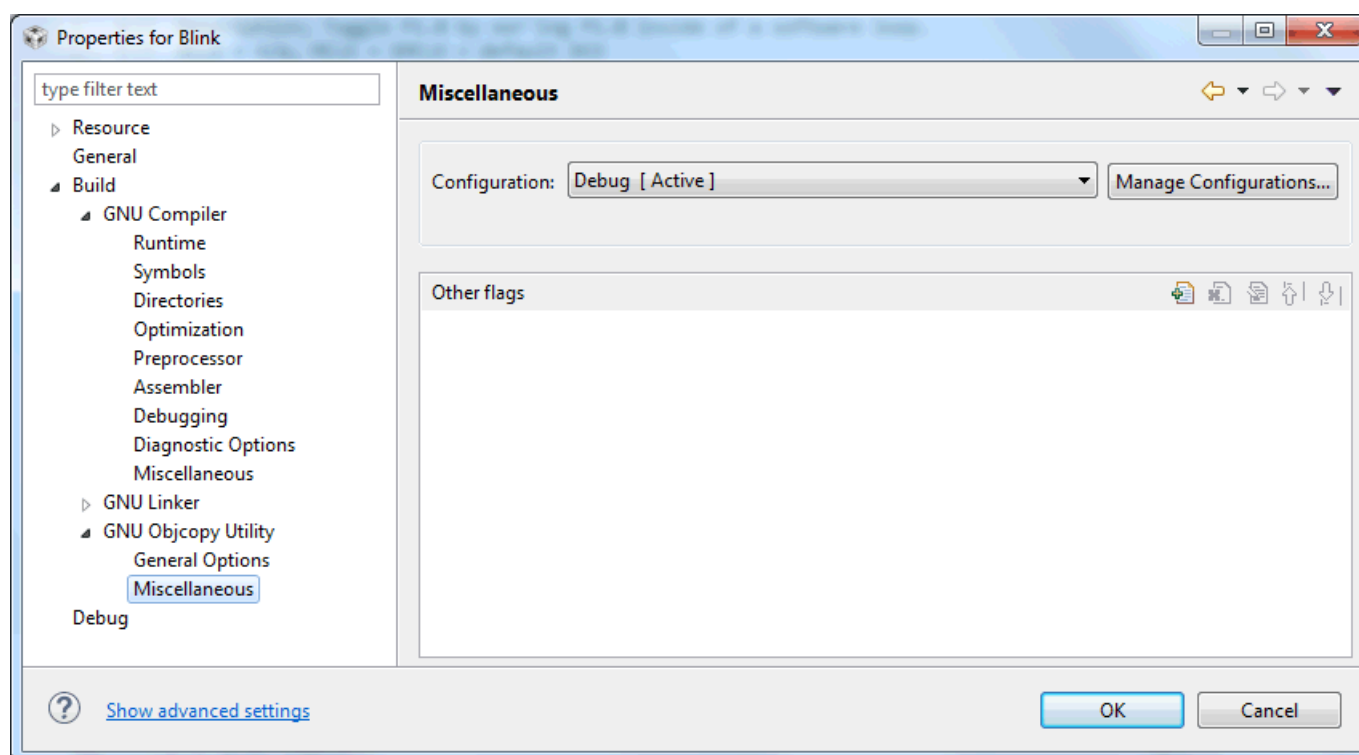 Properties for Blink
type filter text
Resource
General
Build
GNU Compiler
Runtime
Symbols
Directories
Optimization
Preprocessor
Assembler
Debugging
Diagnostic Options
Miscellaneous
GNU Linker
GNU Objcopy Utility
General Options
Miscellaneous
Debug
Miscellaneous
Configuration:
Debug [ Active ]
Manage Configurations...
Other flags
Show advanced settings
OK
Cancel